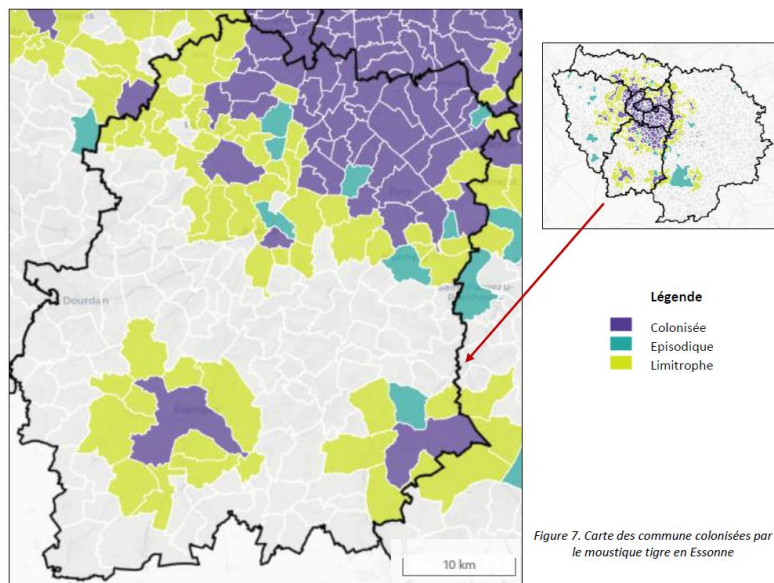 Dourdan
10 km
Légende
Colonisée
Episodique
Limitrophe
Figure 7. Carte des commune colonisées par
le moustique tigre en Essonne